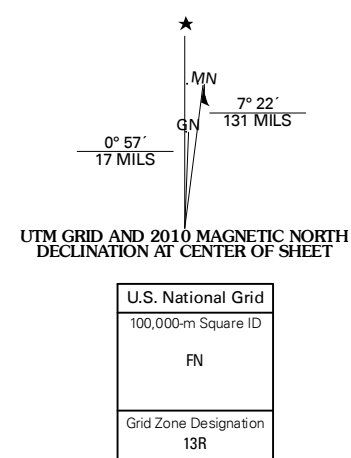 ★
MN
7° 22´
131 MILS
GN
0° 57´
17 MILS
UTM GRID AND 2010 MAGNETIC NORTH
DECLINATION AT CENTER OF SHEET
U.S. National Grid
100,000-m Square ID
FN
Grid Zone Designation
13R